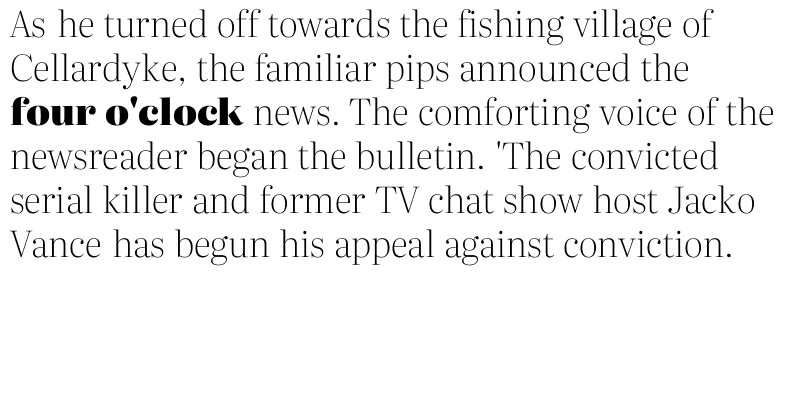 As he turned off towards the fishing village of
Cellardyke, the familiar pips announced the
four o'clock news. The comforting voice of the
newsreader began the bulletin. 'The convicted
serial killer and former TV chat show host Jacko
Vance has begun his appeal against conviction.